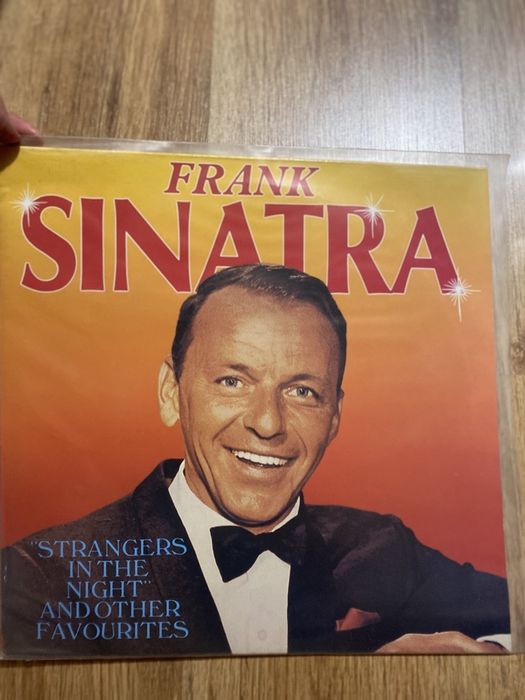 FRANK
SINATRA
"STRANGERS
IN THE
NIGHT"
AND OTHER
FAVOURITES